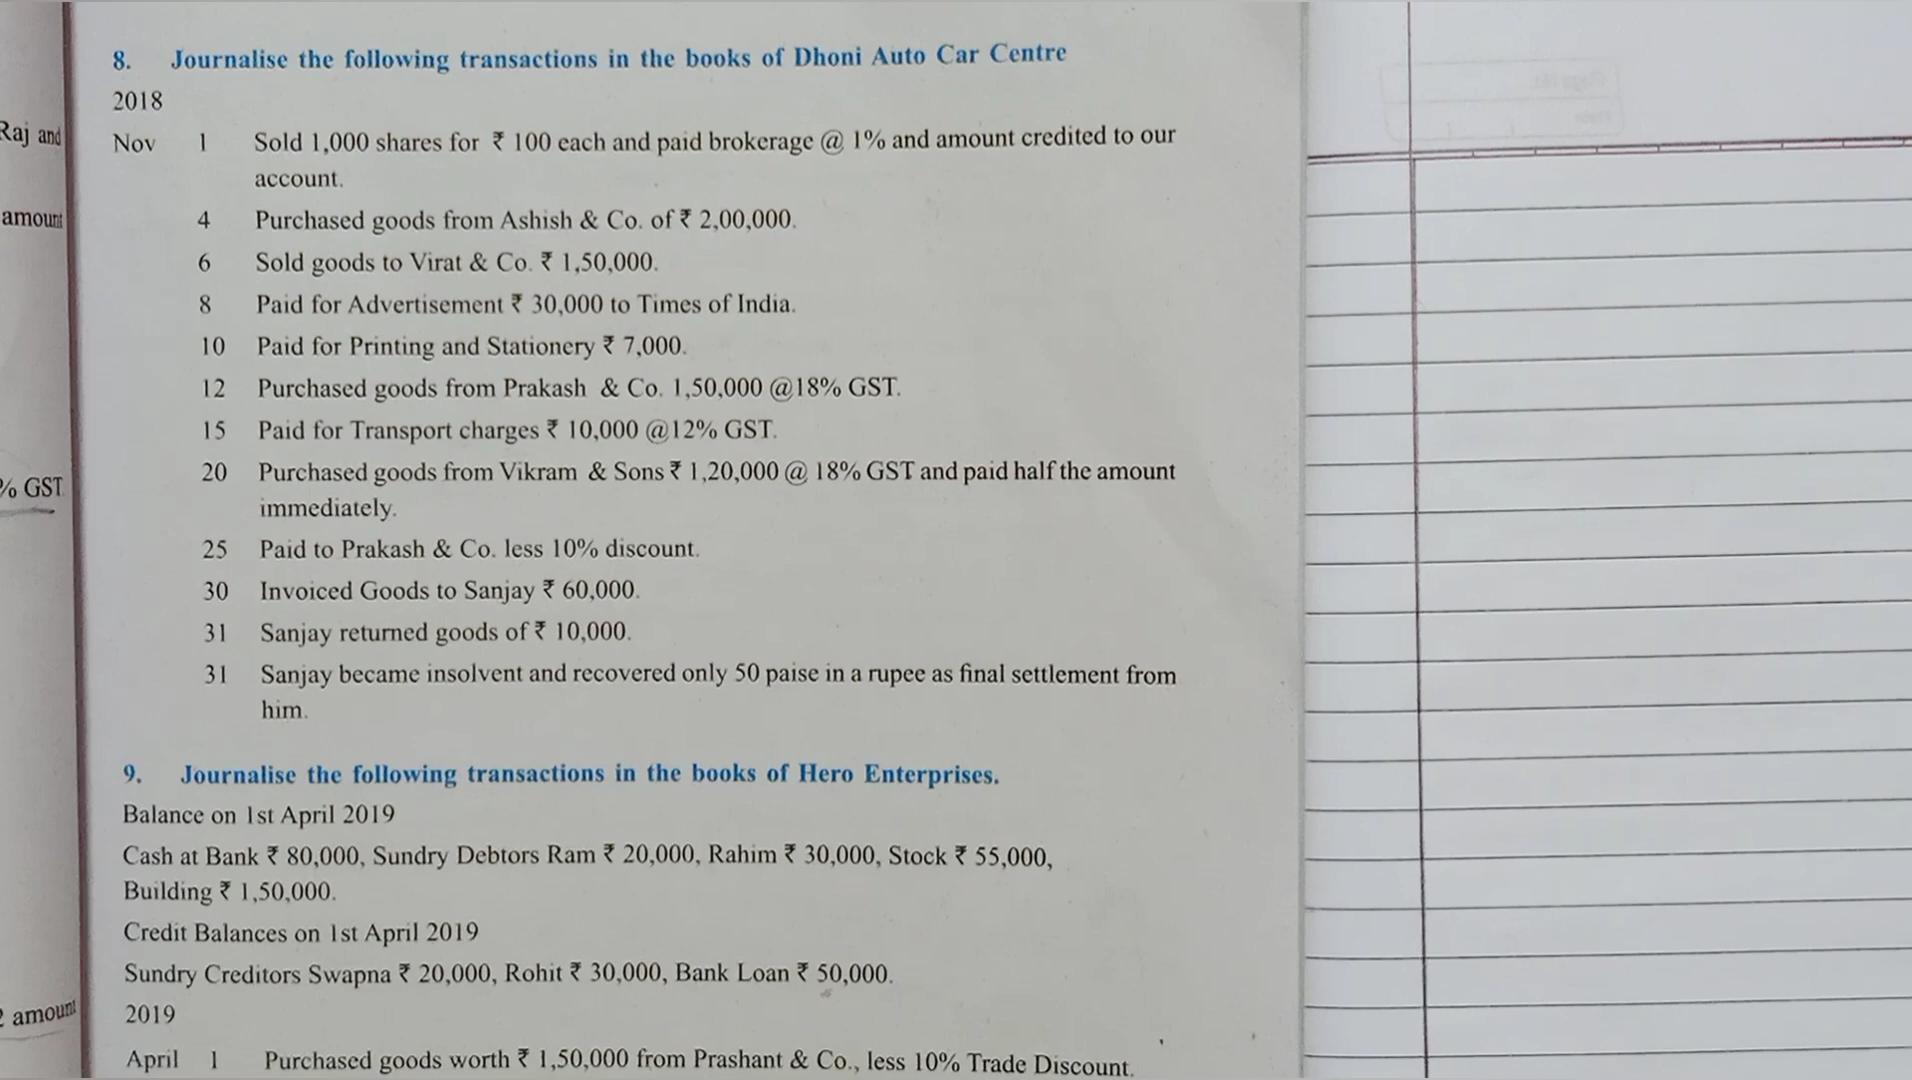 8. Journalise the following transactions in the books of Dhoni Auto Car Centre
2018
Nov 1 Sold 1,000 shares for ₹ 100 each and paid brokerage @ 1% and amount credited to our
account.
4 Purchased goods from Ashish & Co. of ₹ 2,00,000.
6 Sold goods to Virat & Co. ₹ 1,50,000.
8 Paid for Advertisement ₹ 30,000 to Times of India.
10 Paid for Printing and Stationery ₹ 7,000.
12 Purchased goods from Prakash & Co. 1,50,000 @18% GST.
15 Paid for Transport charges ₹ 10,000 @12% GST.
20 Purchased goods from Vikram & Sons ₹ 1,20,000 @ 18% GST and paid half the amount
immediately.
25 Paid to Prakash & Co. less 10% discount.
30 Invoiced Goods to Sanjay ₹ 60,000.
31 Sanjay returned goods of ₹ 10,000.
31 Sanjay became insolvent and recovered only 50 paise in a rupee as final settlement from
him.
9. Journalise the following transactions in the books of Hero Enterprises.
Balance on 1st April 2019
Cash at Bank ₹ 80,000, Sundry Debtors Ram ₹ 20,000, Rahim ₹ 30,000, Stock ₹ 55,000,
Building ₹ 1,50,000.
Credit Balances on 1st April 2019
Sundry Creditors Swapna ₹ 20,000, Rohit ₹ 30,000, Bank Loan ₹ 50,000.
2019
April 1 Purchased goods worth ₹ 1,50,000 from Prashant & Co., less 10% Trade Discount.
Raj and
amount
% GST
amount